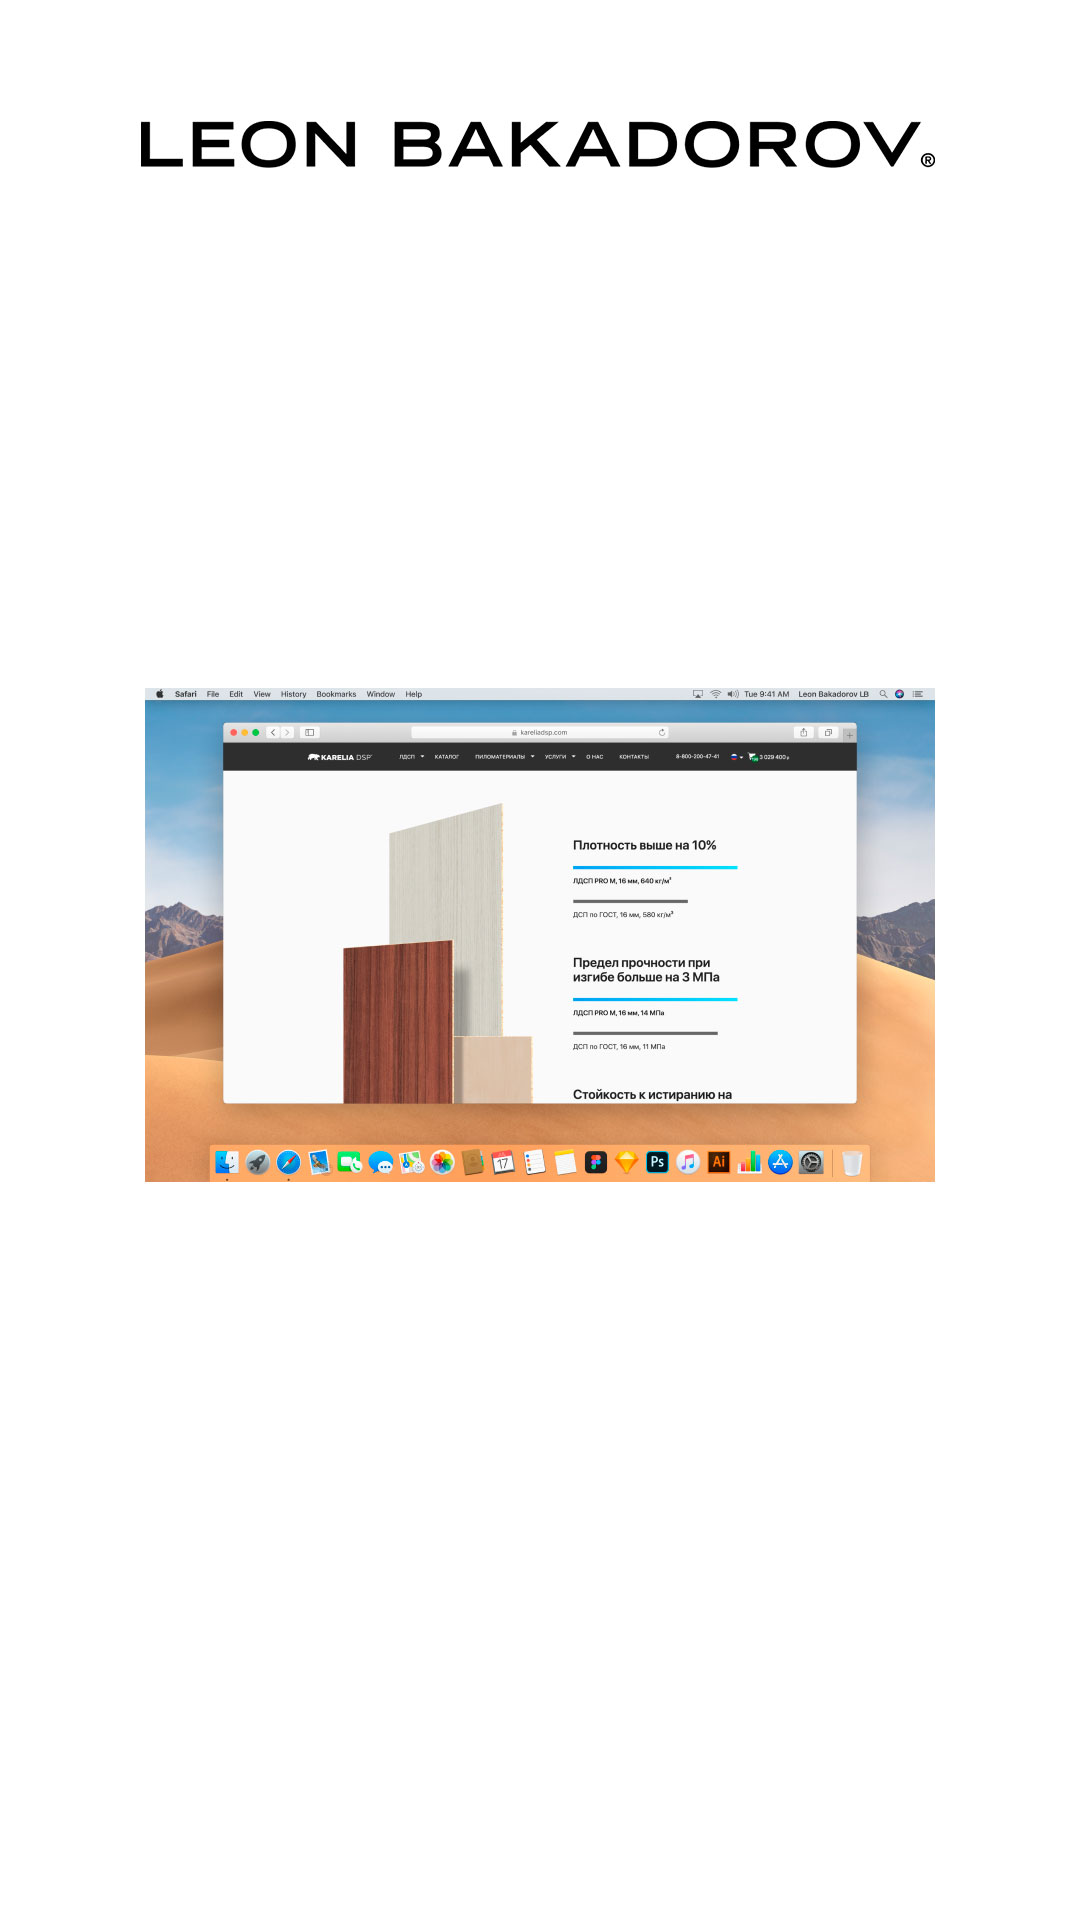 LEON BAKADOROV®
Safari File Edit View History Bookmarks Window Help
Tue 9:41 AM Leon Bakadorov LB
kareliadsp.com
KARELIA DSP
ЛДСП КАТАЛОГ ПИЛОМАТЕРИАЛЫ УСЛУГИ О НАС КОНТАКТЫ 8-800-200-47-41 3 029 400 ₽
Плотность выше на 10%
ЛДСП PRO М, 16 мм, 640 кг/м³
ДСП по ГОСТ, 16 мм, 580 кг/м³
Предел прочности при
изгибе больше на 3 МПа
ЛДСП PRO М, 16 мм, 14 МПа
ДСП по ГОСТ, 16 мм, 11 МПа
Стойкость к истиранию на
17
Ps
Ai